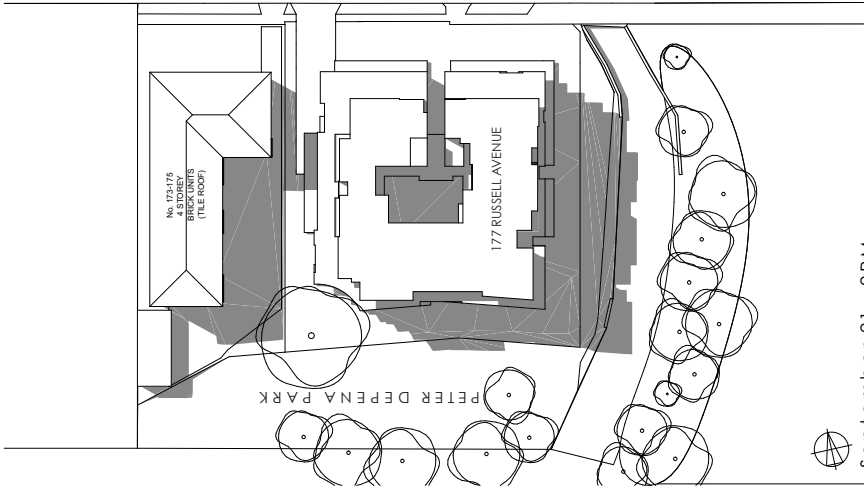 No. 173-175
4 STOREY
BRICK UNITS
(TILE ROOF)
177 RUSSELL AVENUE
PETER DEPENA PARK